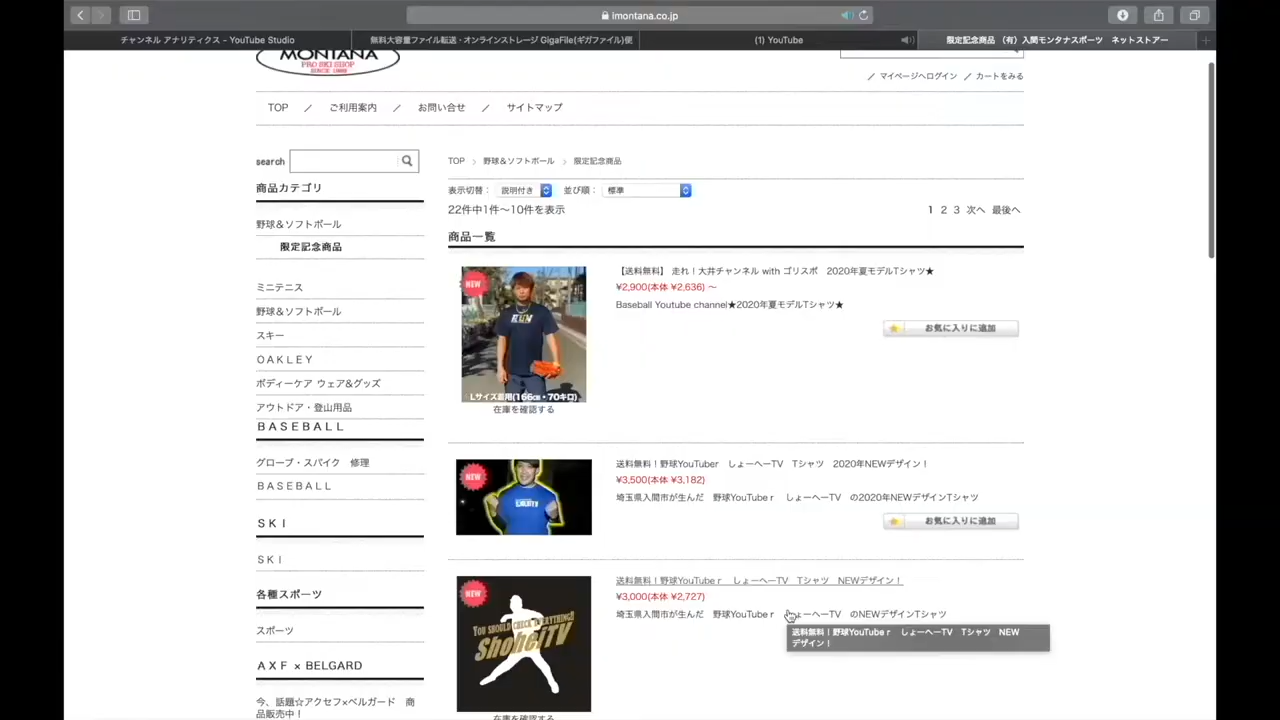 imontana.co.jp
チャンネル アナリティクス - YouTube Studio
無料大容量ファイル転送・オンラインストレージ GigaFile(ギガファイル)便
(1) YouTube
限定記念商品 （有）入間モンタナスポーツ ネットストアー
MONTANA
PRO SKI SHOP
SINCE 1985
／ マイページへログイン ／ カートをみる
TOP ／ ご利用案内 ／ お問い合せ ／ サイトマップ
search
TOP > 野球＆ソフトボール > 限定記念商品
商品カテゴリ
表示切替： 説明付き 並び順： 標準
22件中1件～10件を表示
1 2 3 次へ 最後へ
野球＆ソフトボール
限定記念商品
商品一覧
ミニテニス
野球＆ソフトボール
スキー
ＯＡＫＬＥＹ
ボディーケア ウェア&グッズ
アウトドア・登山用品
ＢＡＳＥＢＡＬＬ
グローブ・スパイク 修理
ＢＡＳＥＢＡＬＬ
ＳＫＩ
ＳＫＩ
各種スポーツ
スポーツ
ＡＸＦ × BELGARD
今、話題☆アクセフ×ベルガード 商
品販売中！
NEW
RUN
Lサイズ着用(166㎝・70キロ)
在庫を確認する
【送料無料】 走れ！大井チャンネル with ゴリスポ 2020年夏モデルTシャツ★
¥2,900(本体 ¥2,636) ～
Baseball Youtube channel★2020年夏モデルTシャツ★
お気に入りに追加
NEW
送料無料！野球YouTuber しょーへーTV Tシャツ 2020年NEWデザイン！
¥3,500(本体 ¥3,182)
埼玉県入間市が生んだ 野球YouTubeｒ しょーへーTV の2020年NEWデザインTシャツ
お気に入りに追加
NEW
YOU SHOULD CHECK EVERYTHING!!
ShoheiTV
在庫を確認する
送料無料！野球YouTubeｒ しょーへーTV Tシャツ NEWデザイン！
¥3,000(本体 ¥2,727)
埼玉県入間市が生んだ 野球YouTubeｒ しょーへーTV のNEWデザインTシャツ
送料無料！野球YouTubeｒ しょーへーTV Tシャツ NEW
デザイン！